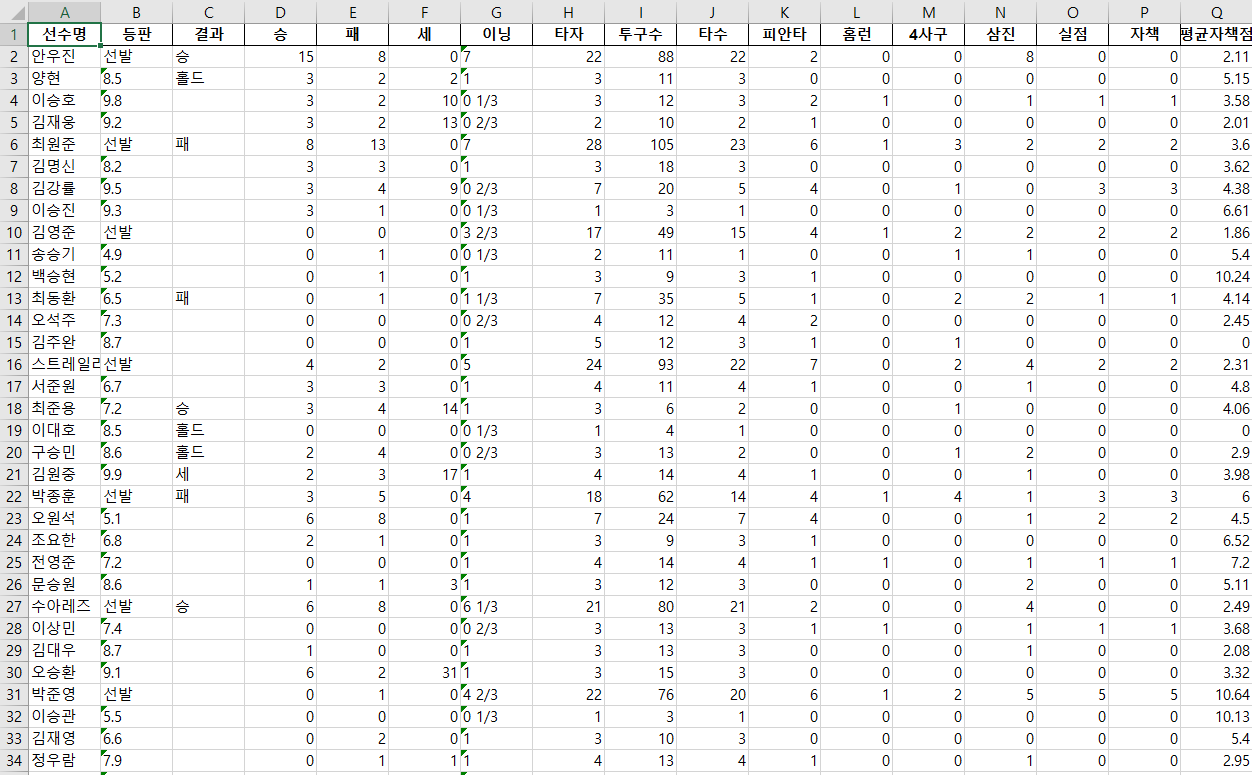 A B C D E F G H I J K L M N O P Q
1 선수명 등판 결과 승 패 세 이닝 타자 투구수 타수 피안타 홈런 4사구 삼진 실점 자책 평균자책점
2 안우진 선발 승 15 8 0 7 22 88 22 2 0 0 8 0 0 2.11
3 양현 8.5 홀드 3 2 2 1 3 11 3 0 0 0 0 0 0 5.15
4 이승호 9.8 3 2 10 0 1/3 3 12 3 2 1 0 1 1 1 3.58
5 김재웅 9.2 3 2 13 0 2/3 2 10 2 1 0 0 0 0 0 2.01
6 최원준 선발 패 8 13 0 7 28 105 23 6 1 3 2 2 2 3.6
7 김명신 8.2 3 3 0 1 3 18 3 0 0 0 0 0 0 3.62
8 김강률 9.5 3 4 9 0 2/3 7 20 5 4 0 1 0 3 3 4.38
9 이승진 9.3 3 1 0 0 1/3 1 3 1 0 0 0 0 0 0 6.61
10 김영준 선발 0 0 0 3 2/3 17 49 15 4 1 2 2 2 2 1.86
11 송승기 4.9 0 1 0 0 1/3 2 11 1 0 0 1 1 0 0 5.4
12 백승현 5.2 0 1 0 1 3 9 3 1 0 0 0 0 0 10.24
13 최동환 6.5 패 0 1 0 1 1/3 7 35 5 1 0 2 2 1 1 4.14
14 오석주 7.3 0 0 0 0 2/3 4 12 4 2 0 0 0 0 0 2.45
15 김주완 8.7 0 0 0 1 5 12 3 1 0 1 0 0 0 0
16 스트레일리 선발 4 2 0 5 24 93 22 7 0 2 4 2 2 2.31
17 서준원 6.7 3 3 0 1 4 11 4 1 0 0 1 0 0 4.8
18 최준용 7.2 승 3 4 14 1 3 6 2 0 0 1 0 0 0 4.06
19 이대호 8.5 홀드 0 0 0 0 1/3 1 4 1 0 0 0 0 0 0 0
20 구승민 8.6 홀드 2 4 0 0 2/3 3 13 2 0 0 1 2 0 0 2.9
21 김원중 9.9 세 2 3 17 1 4 14 4 1 0 0 1 0 0 3.98
22 박종훈 선발 패 3 5 0 4 18 62 14 4 1 4 1 3 3 6
23 오원석 5.1 6 8 0 1 7 24 7 4 0 0 1 2 2 4.5
24 조요한 6.8 2 1 0 1 3 9 3 1 0 0 0 0 0 6.52
25 전영준 7.2 0 0 0 1 4 14 4 1 1 0 1 1 1 7.2
26 문승원 8.6 1 1 3 1 3 12 3 0 0 0 2 0 0 5.11
27 수아레즈 선발 승 6 8 0 6 1/3 21 80 21 2 0 0 4 0 0 2.49
28 이상민 7.4 0 0 0 0 2/3 3 13 3 1 1 0 1 1 1 3.68
29 김대우 8.7 1 0 0 1 3 13 3 0 0 0 1 0 0 2.08
30 오승환 9.1 6 2 31 1 3 15 3 0 0 0 0 0 0 3.32
31 박준영 선발 0 1 0 4 2/3 22 76 20 6 1 2 5 5 5 10.64
32 이승관 5.5 0 0 0 0 1/3 1 3 1 0 0 0 0 0 0 10.13
33 김재영 6.6 0 2 0 1 3 10 3 0 0 0 0 0 0 5.4
34 정우람 7.9 0 1 1 1 4 13 4 1 0 0 1 0 0 2.95